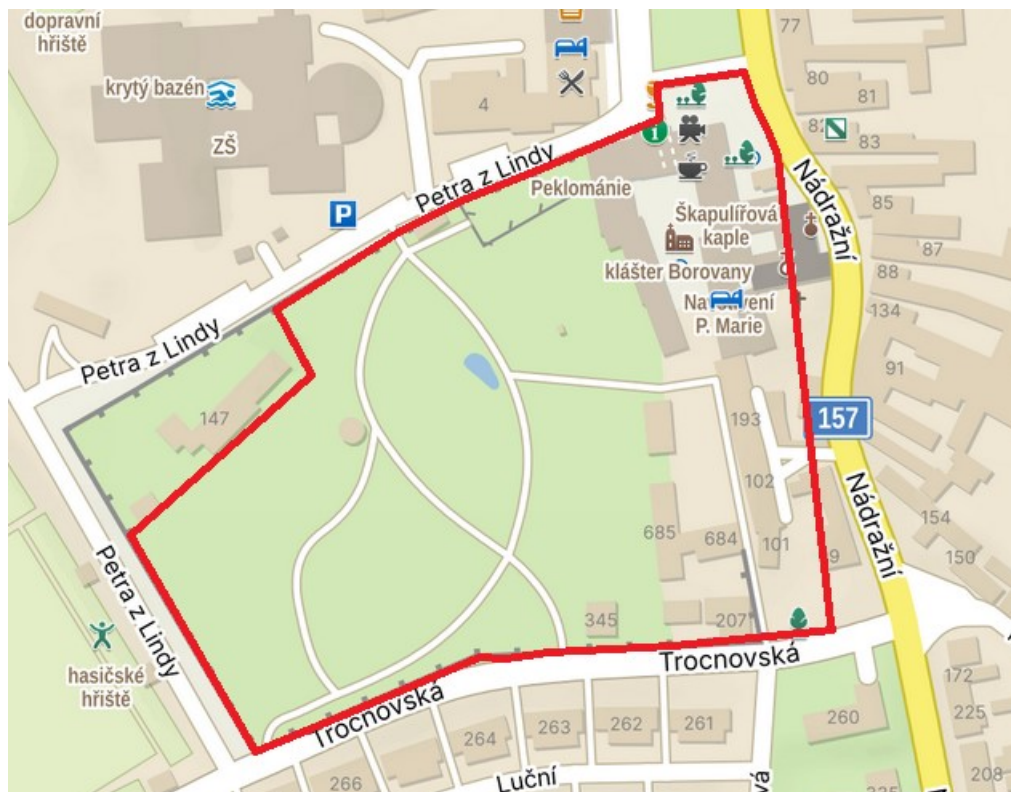 dopravní
hřiště
krytý bazén
ZŠ
4
77
80
81
83
P
Petra z Lindy
i
Peklománie
Nádražní
85
Škapulířová
kaple
87
klášter Borovany
88
P. Marie
134
Petra z Lindy
91
147
193
157
102
Nádražní
154
685
684
101
150
Petra z Lindy
345
207
hasičské
hřiště
Trocnovská
172
Trocnovská
264
263
262
261
260
225
266
Luční
208